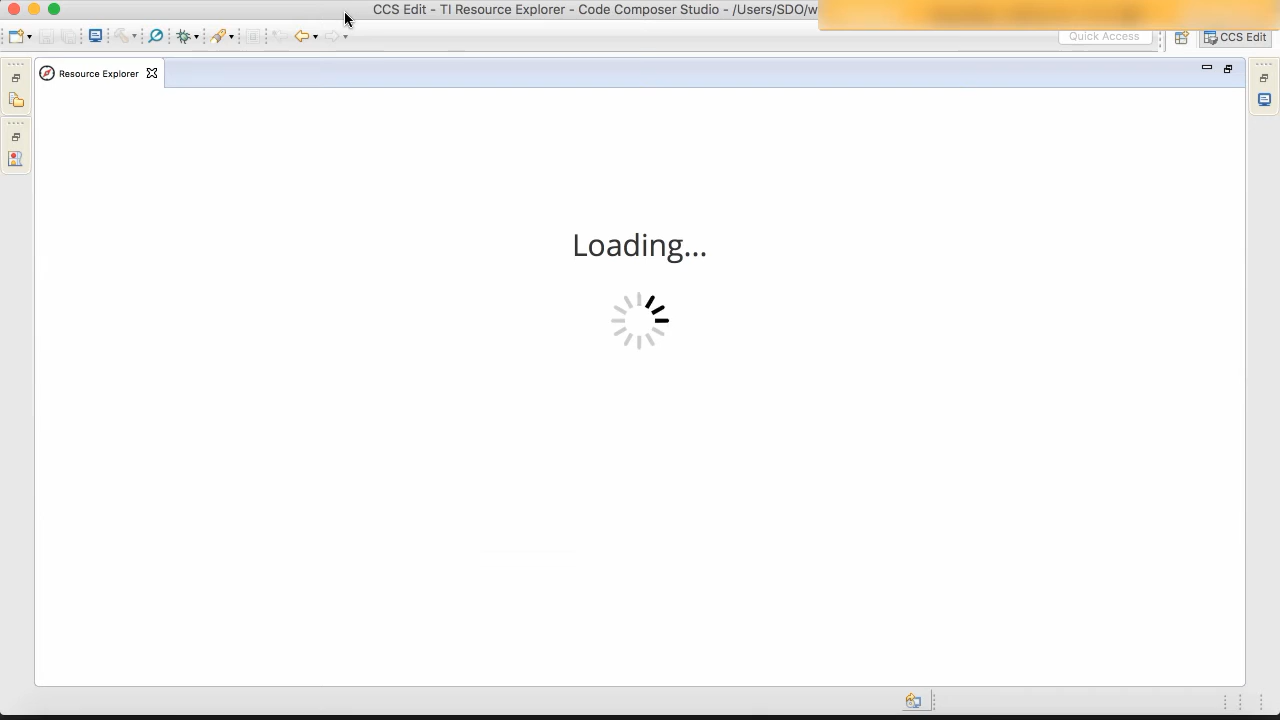 CCS Edit - TI Resource Explorer - Code Composer Studio - /Users/SDO/w
Quick Access
CCS Edit
Resource Explorer
Loading...